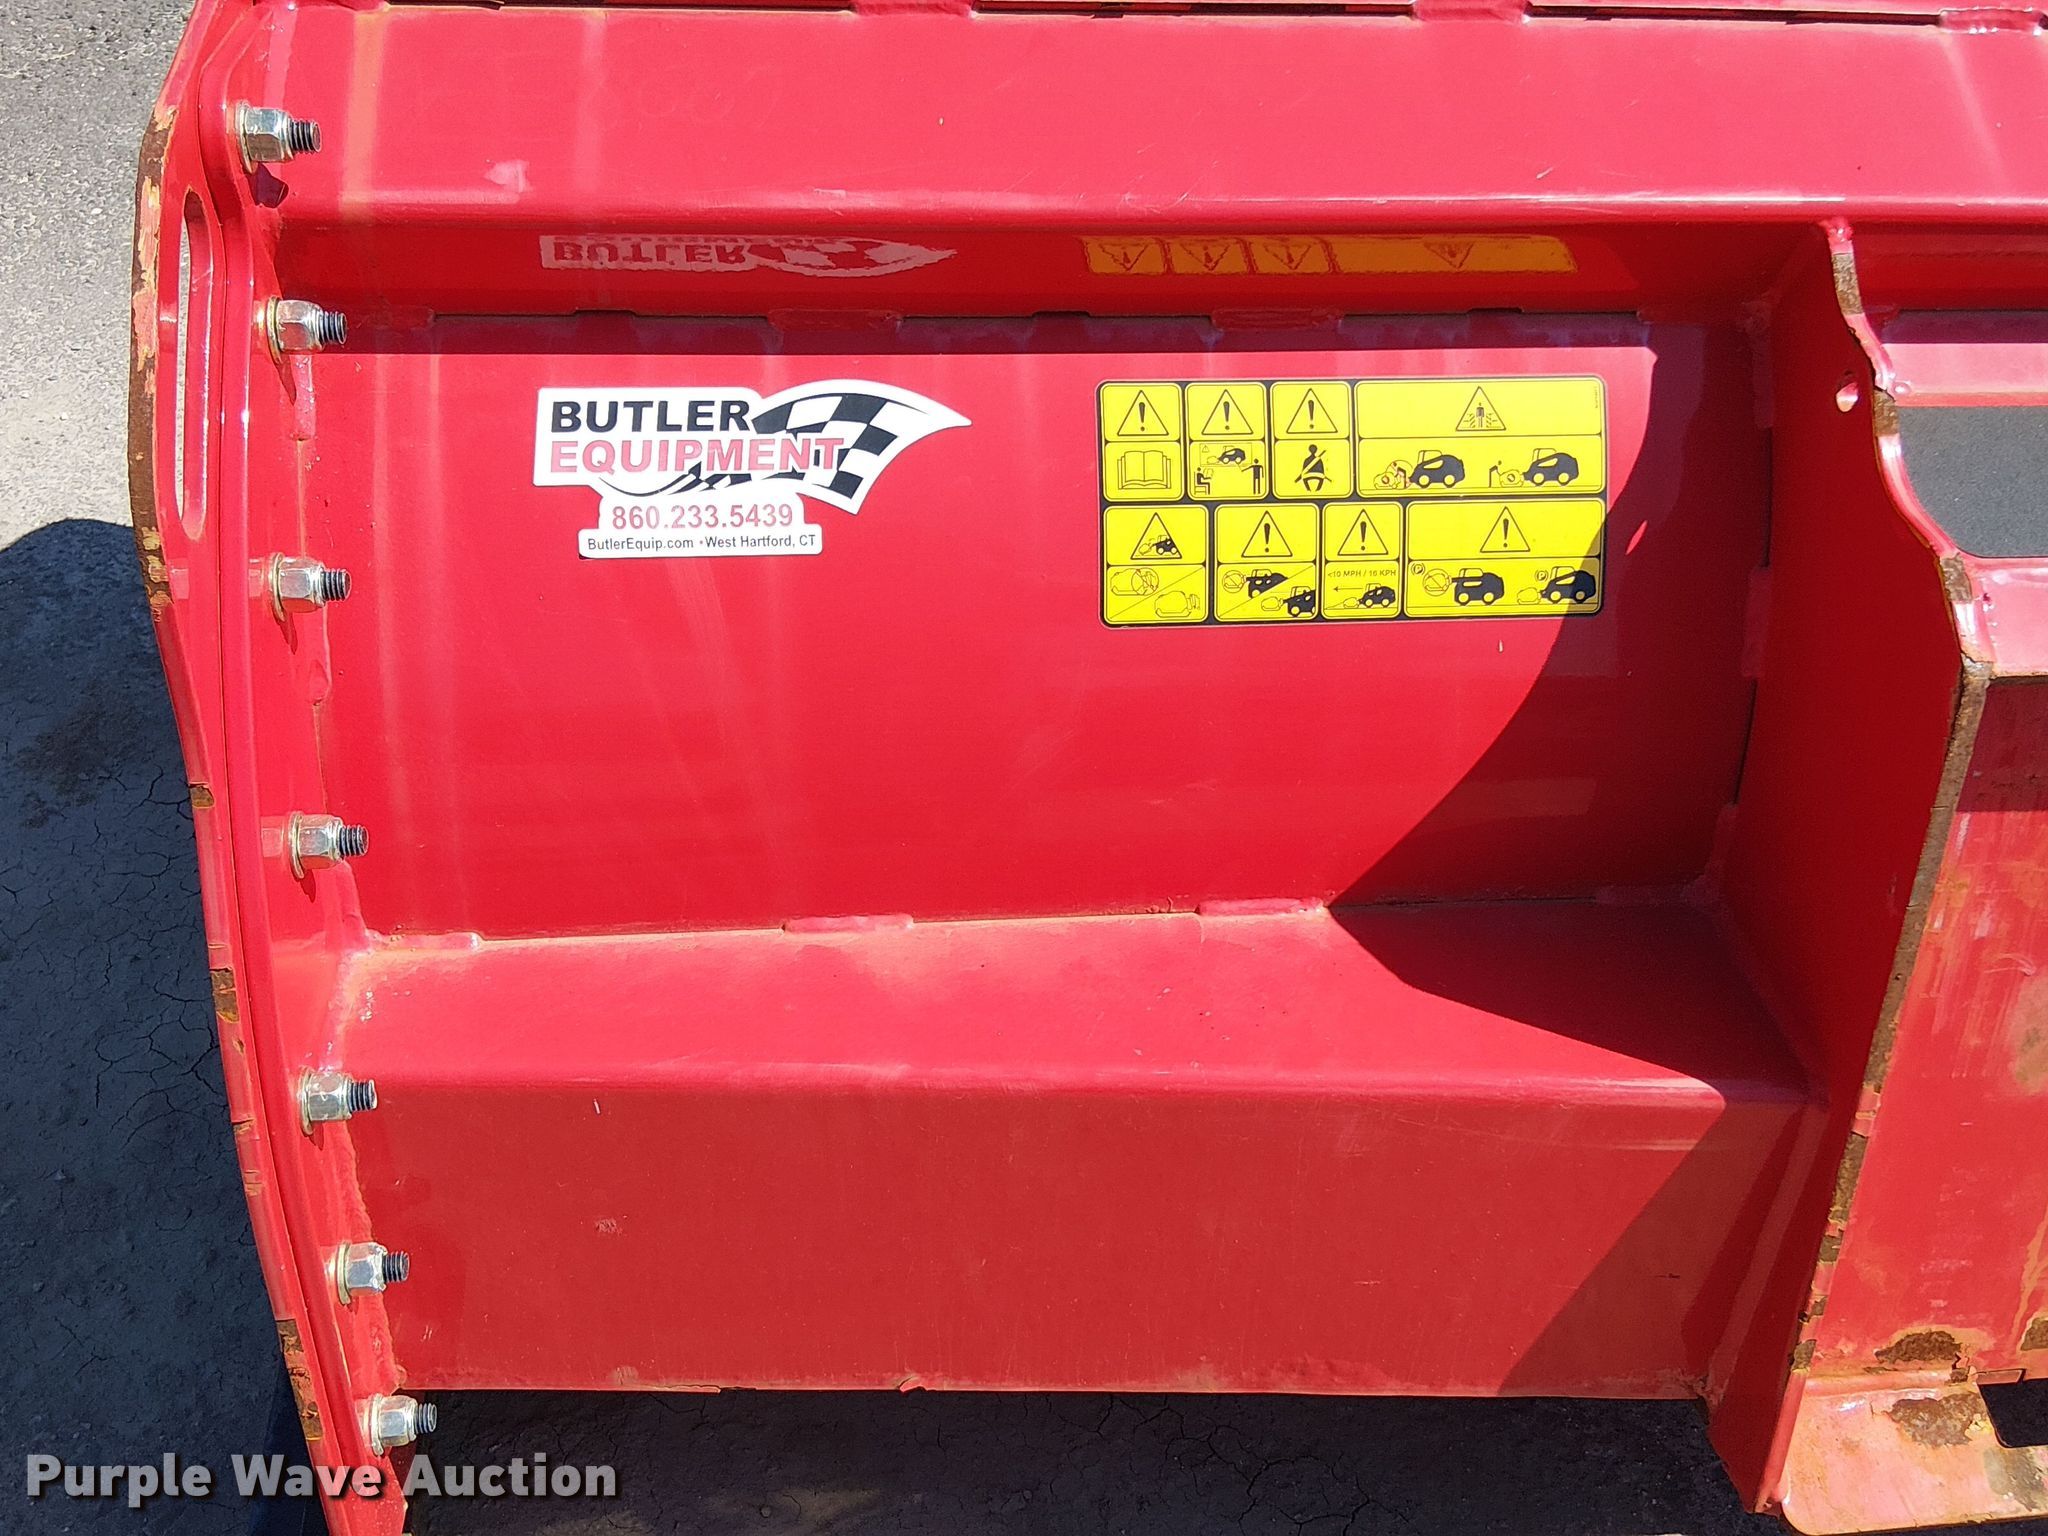 BUTLER
EQUIPMENT
860.233.5439
ButlerEquip.com • West Hartford, CT
<10 MPH / 16 KPH
P
P
Purple Wave Auction